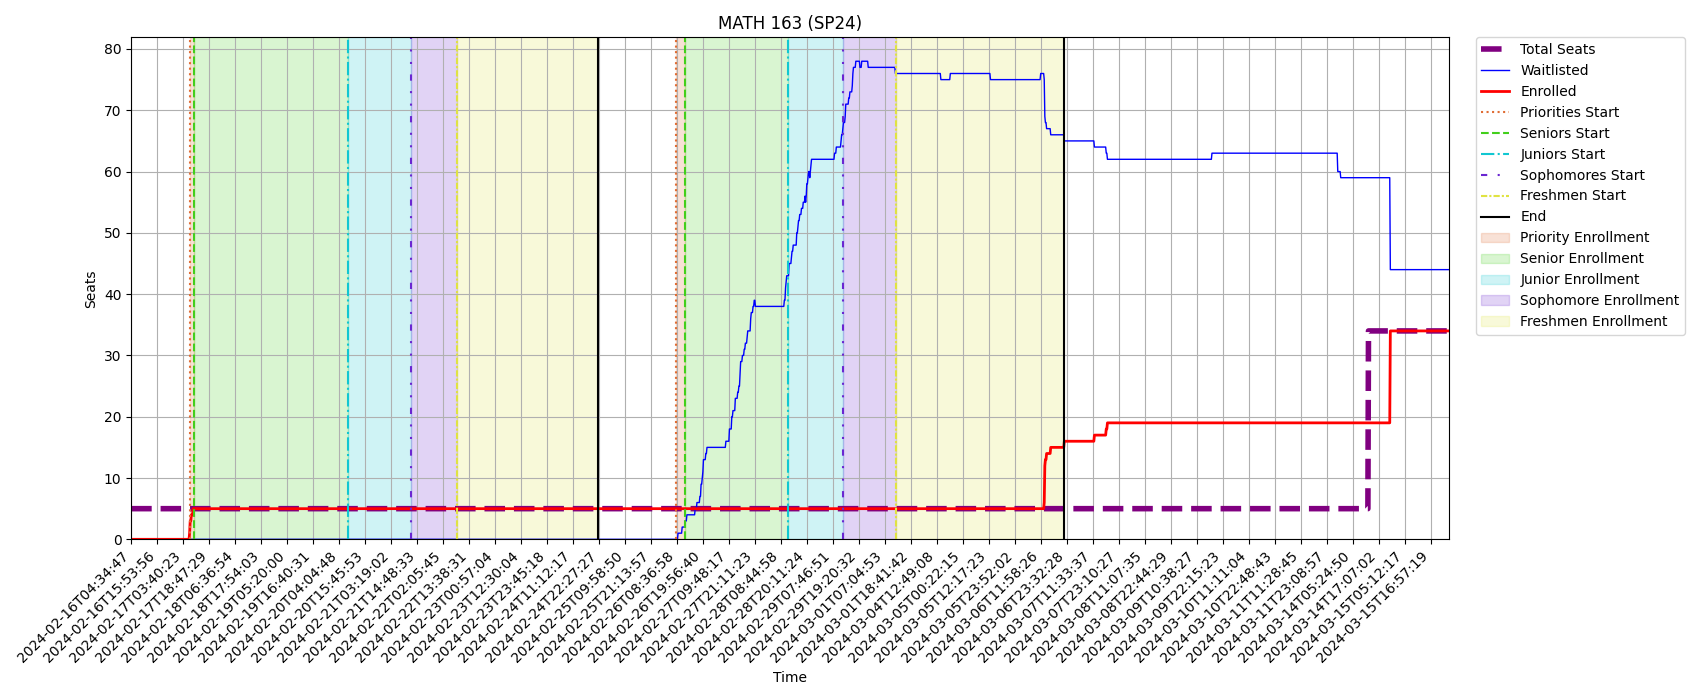 MATH 163 (SP24)
Seats
80
70
60
50
40
30
20
10
0
2024-02-16T04:34:47
2024-02-16T15:53:56
2024-02-17T03:40:23
2024-02-17T18:47:29
2024-02-18T06:36:54
2024-02-18T17:54:03
2024-02-19T05:20:00
2024-02-19T16:40:31
2024-02-20T04:04:48
2024-02-20T15:45:53
2024-02-21T03:19:02
2024-02-21T14:48:33
2024-02-22T02:05:45
2024-02-22T13:38:31
2024-02-23T00:57:04
2024-02-23T12:30:04
2024-02-23T23:45:18
2024-02-24T11:12:17
2024-02-24T22:27:27
2024-02-25T09:58:50
2024-02-25T21:13:57
2024-02-26T08:36:58
2024-02-26T19:56:40
2024-02-27T09:48:17
2024-02-27T21:11:23
2024-02-28T08:44:58
2024-02-28T20:11:24
2024-02-29T07:46:51
2024-02-29T19:20:32
2024-03-01T07:04:53
2024-03-01T18:41:42
2024-03-04T12:49:08
2024-03-05T00:22:15
2024-03-05T12:17:23
2024-03-05T23:52:02
2024-03-06T11:58:26
2024-03-06T23:32:28
2024-03-07T11:33:37
2024-03-07T23:10:27
2024-03-08T11:07:35
2024-03-08T22:44:29
2024-03-09T10:38:27
2024-03-09T22:15:23
2024-03-10T11:11:04
2024-03-10T22:48:43
2024-03-11T11:28:45
2024-03-11T23:08:57
2024-03-14T05:24:50
2024-03-14T17:07:02
2024-03-15T05:12:17
2024-03-15T16:57:19
Time
Total Seats
Waitlisted
Enrolled
Priorities Start
Seniors Start
Juniors Start
Sophomores Start
Freshmen Start
End
Priority Enrollment
Senior Enrollment
Junior Enrollment
Sophomore Enrollment
Freshmen Enrollment